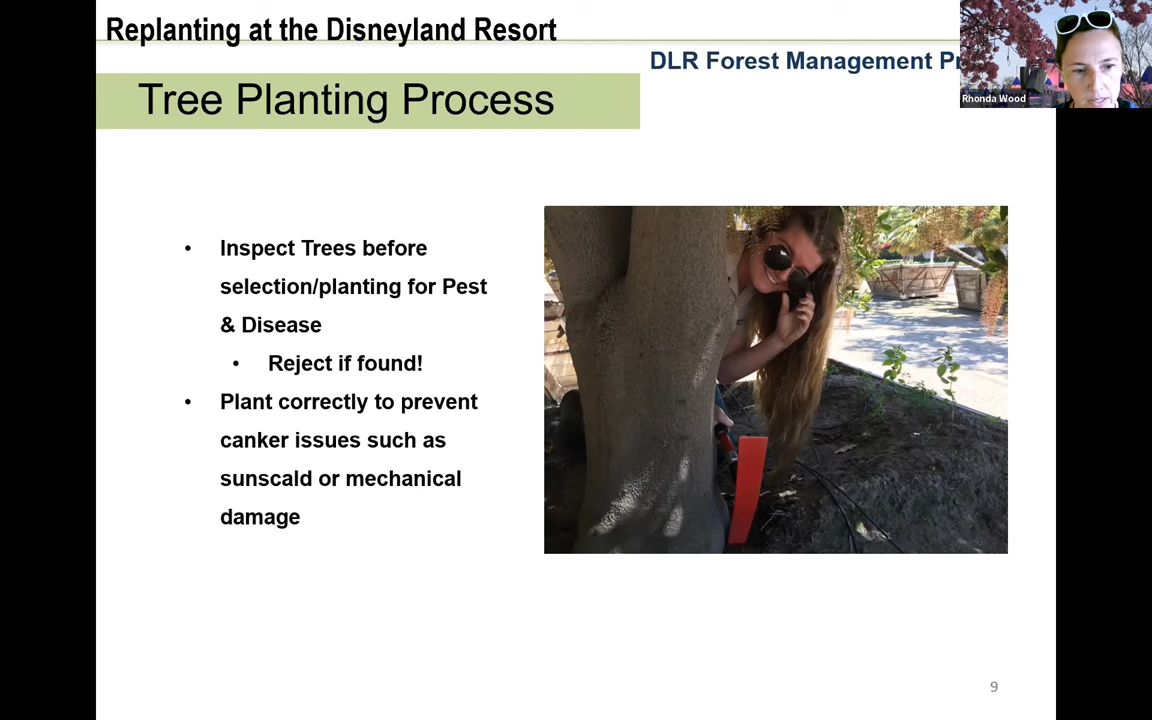 Replanting at the Disneyland Resort
DLR Forest Management
Tree Planting Process
Rhonda Wood
• Inspect Trees before
selection/planting for Pest
& Disease
• Reject if found!
• Plant correctly to prevent
canker issues such as
sunscald or mechanical
damage
9